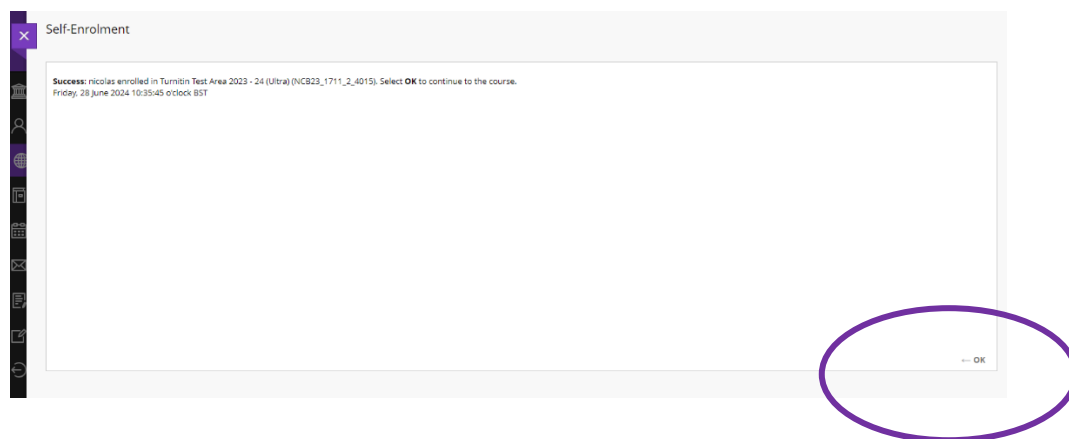 Self-Enrolment
Success: nicolas enrolled in Turnitin Test Area 2023 - 24 (Ultra) (NCB23_1711_2_4015). Select OK to continue to the course.
Friday, 28 June 2024 10:35:45 o'clock BST
← OK